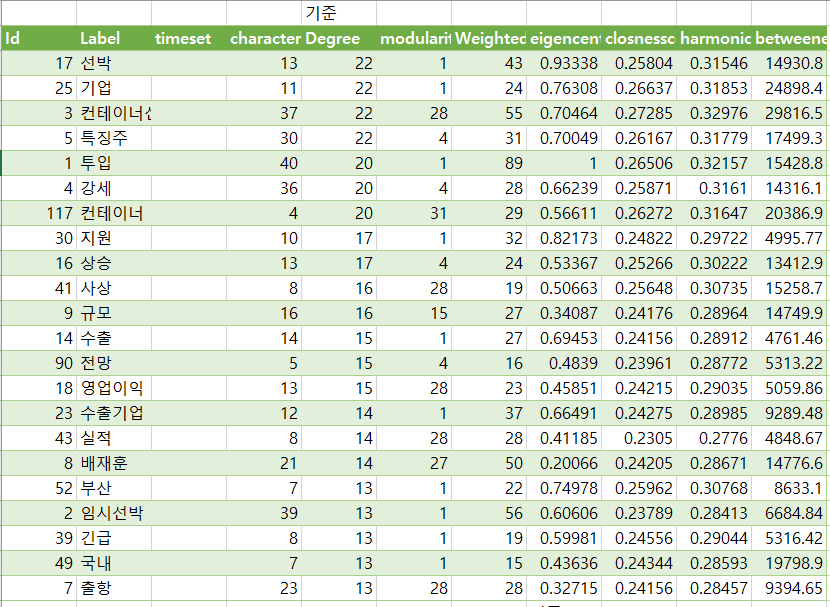 기준
Id Label timeset character Degree modularit Weighted eigencent closnessc harmonic betweene
17 선박 13 22 1 43 0.93338 0.25804 0.31546 14930.8
25 기업 11 22 1 24 0.76308 0.26637 0.31853 24898.4
3 컨테이너선 37 22 28 55 0.70464 0.27285 0.32976 29816.5
5 특징주 30 22 4 31 0.70049 0.26167 0.31779 17499.3
1 투입 40 20 1 89 1 0.26506 0.32157 15428.8
4 강세 36 20 4 28 0.66239 0.25871 0.3161 14316.1
117 컨테이너 4 20 31 29 0.56611 0.26272 0.31647 20386.9
30 지원 10 17 1 32 0.82173 0.24822 0.29722 4995.77
16 상승 13 17 4 24 0.53367 0.25266 0.30222 13412.9
41 사상 8 16 28 19 0.50663 0.25648 0.30735 15258.7
9 규모 16 16 15 27 0.34087 0.24176 0.28964 14749.9
14 수출 14 15 1 27 0.69453 0.24156 0.28912 4761.46
90 전망 5 15 4 16 0.4839 0.23961 0.28772 5313.22
18 영업이익 13 15 28 23 0.45851 0.24215 0.29035 5059.86
23 수출기업 12 14 1 37 0.66491 0.24275 0.28985 9289.48
43 실적 8 14 28 28 0.41185 0.2305 0.2776 4848.67
8 배재훈 21 14 27 50 0.20066 0.24205 0.28671 14776.6
52 부산 7 13 1 22 0.74978 0.25962 0.30768 8633.1
2 임시선박 39 13 1 56 0.60606 0.23789 0.28413 6684.84
39 긴급 8 13 1 19 0.59981 0.24556 0.29044 5316.42
49 국내 7 13 1 15 0.43636 0.24344 0.28593 19798.9
7 출항 23 13 28 28 0.32715 0.24156 0.28457 9394.65